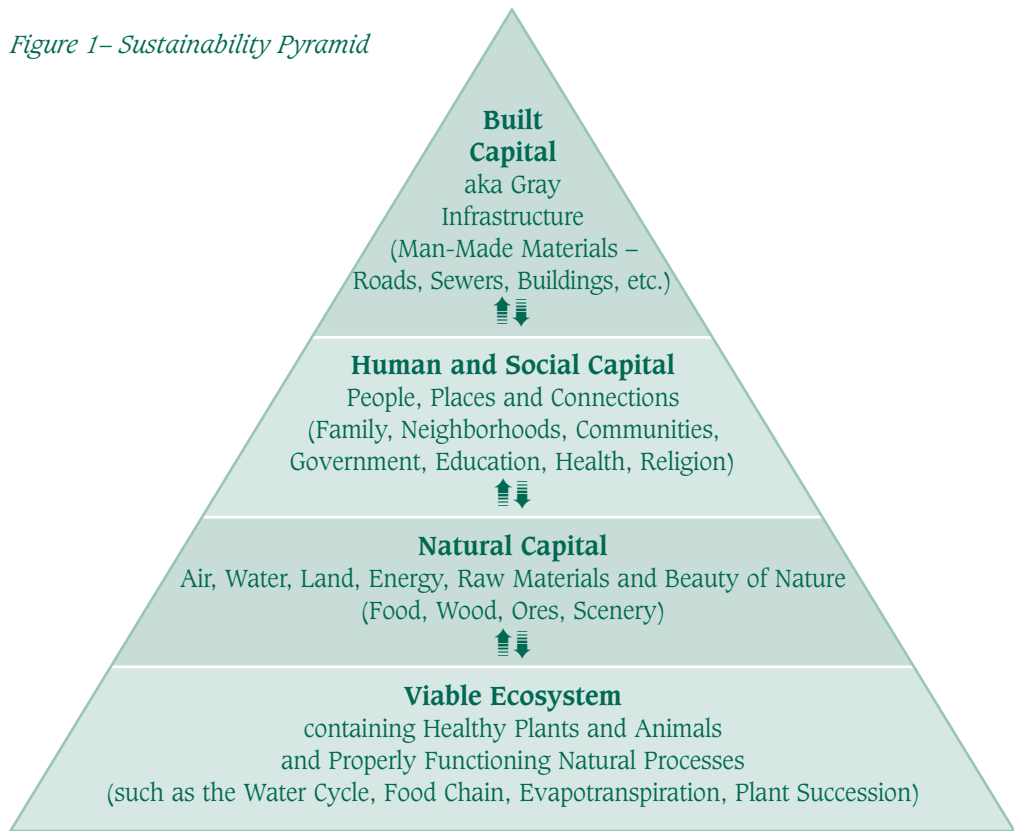 Figure 1– Sustainability Pyramid
Built
Capital
aka Gray
Infrastructure
(Man-Made Materials –
Roads, Sewers, Buildings, etc.)
Human and Social Capital
People, Places and Connections
(Family, Neighborhoods, Communities,
Government, Education, Health, Religion)
Natural Capital
Air, Water, Land, Energy, Raw Materials and Beauty of Nature
(Food, Wood, Ores, Scenery)
Viable Ecosystem
containing Healthy Plants and Animals
and Properly Functioning Natural Processes
(such as the Water Cycle, Food Chain, Evapotranspiration, Plant Succession)